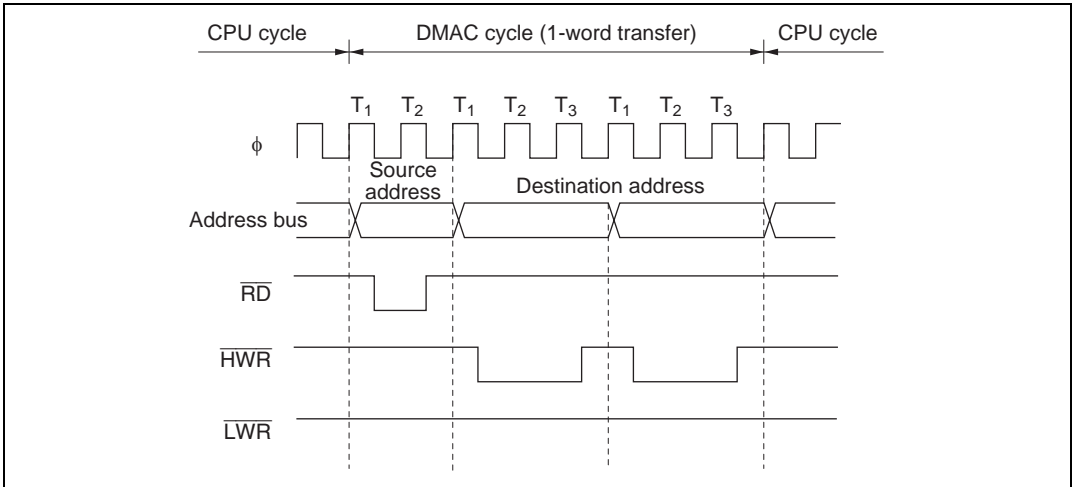 CPU cycle DMAC cycle (1-word transfer) CPU cycle
T1 T2 T1 T2 T3 T1 T2 T3
ϕ
Source
address
Destination address
Address bus
RD
HWR
LWR